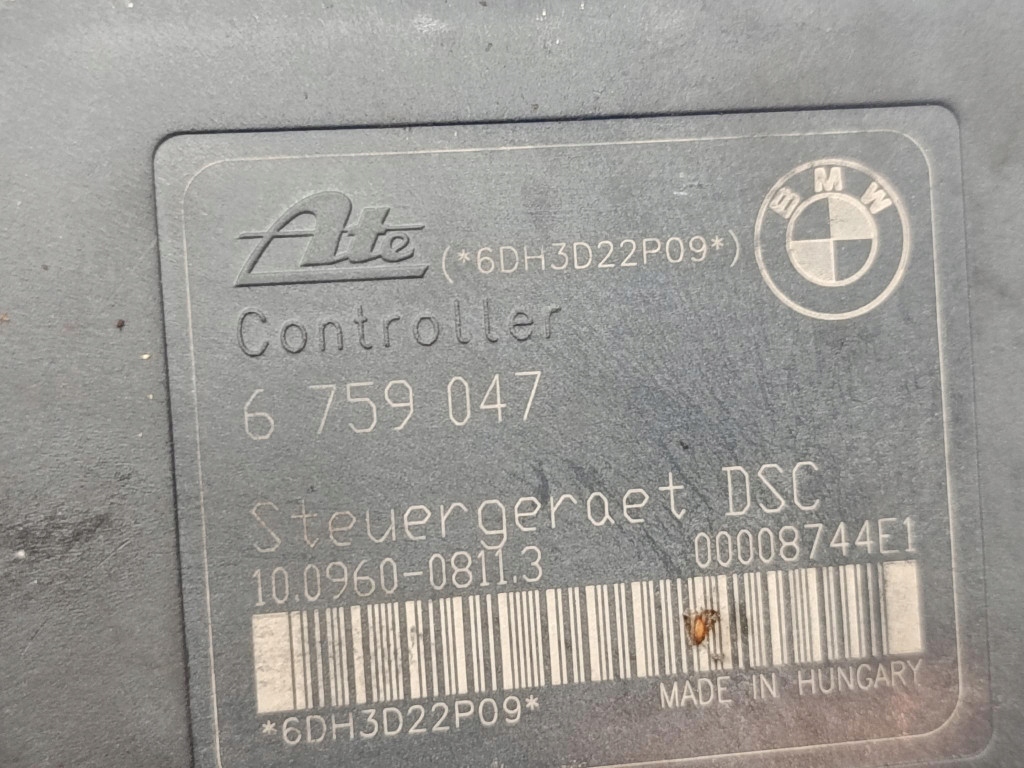 Ate (*6DH3D22P09*)
BMW
Controller
6 759 047
Steuergeraet DSC
10.0960-0811.3 00008744E1
*6DH3D22P09* MADE IN HUNGARY